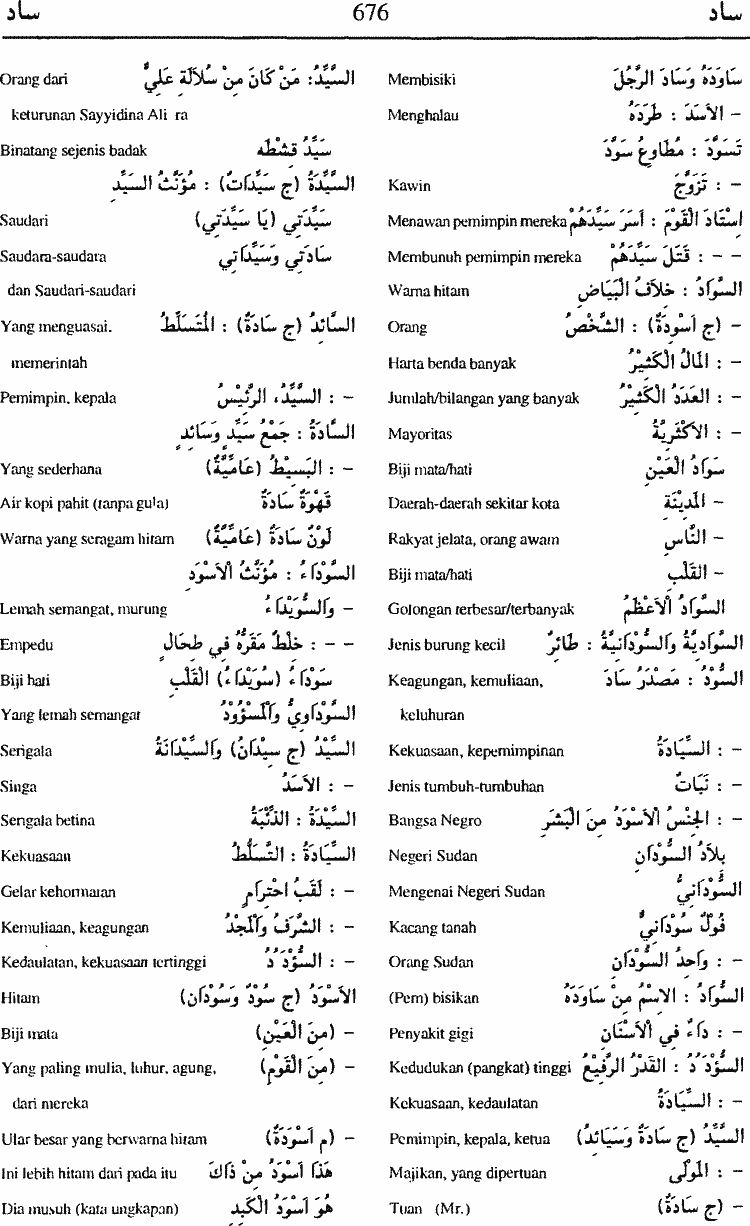 ساد 676 ساد
سَاوَدَهُ وَسَادَ الرَّجُلَ Membisiki
– الأَسَدَ : طَرَدَهُ Menghalau
تَسَوَّدَ : مُطَاوِعُ سَوَّدَ
– : تَزَوَّجَ Kawin
اسْتَادَ الْقَوْمَ : أَسَرَ سَيِّدَهُمْ Menawan pemimpin mereka
– – : قَتَلَ سَيِّدَهُمْ Membunuh pemimpin mereka
السَّوَادُ : خِلَافُ الْبَيَاضِ Warna hitam
– (ج أَسْوِدَةٌ) : الشَّخْصُ Orang
– : الْمَالُ الْكَثِيْرُ Harta benda banyak
– : الْعَدَدُ الْكَثِيْرُ Jumlah/bilangan yang banyak
– : الأَكْثَرِيَّةُ Mayoritas
سَوَادُ الْعَيْنِ Biji mata/hati
– الْمَدِيْنَةِ Daerah-daerah sekitar kota
– النَّاسِ Rakyat jelata, orang awam
– الْقَلْبِ Biji mata/hati
السَّوَادُ الْأَعْظَمُ Golongan terbesar/terbanyak
السَّوَادِيَّةُ وَالسُّوْدَانِيَّةُ : طَائِرٌ Jenis burung kecil
السُّوْدُ : مَصْدَرُ سَادَ Keagungan, kemuliaan,
keluhuran
– : السِّيَادَةُ Kekuasaan, kepemimpinan
– : نَبَاتٌ Jenis tumbuh-tumbuhan
– : الْجِنْسُ الْأَسْوَدُ مِنَ الْبَشَرِ Bangsa Negro
بِلَادُ السُّوْدَانِ Negeri Sudan
السُّوْدَانِيُّ Mengenai Negeri Sudan
فُوْلٌ سُوْدَانِيٌّ Kacang tanah
– : وَاحِدُ السُّوْدَانِ Orang Sudan
السِّوَادُ : الاِسْمُ مِنْ سَاوَدَهُ (Pem) bisikan
– : دَاءٌ فِي الْأَسْنَانِ Penyakit gigi
السُّؤْدَدُ : الْقَدْرُ الرَّفِيْعُ Kedudukan (pangkat) tinggi
– : السِّيَادَةُ Kekuasaan, kedaulatan
السَّيِّدُ (ج سَادَةٌ وَسَيَائِدُ) Pemimpin, kepala, ketua
– : الْمَوْلَى Majikan, yang dipertuan
– (ج سَادَةٌ) Tuan (Mr.)
السَّيِّدُ: مَنْ كَانَ مِنْ سُلَالَةِ عَلِيٍّ Orang dari
keturunan Sayyidina Ali ra
سَيِّدُ قِشْطَه Binatang sejenis badak
السَّيِّدَةُ (ج سَيِّدَاتٌ) : مُؤَنَّثُ السَّيِّدِ
سَيِّدَتِي (يَا سَيِّدَتِي) Saudari
سَادَتِي وَسَيِّدَاتِي Saudara-saudara
dan Saudari-saudari
السَّائِدُ (ج سَادَةٌ) : الْمُتَسَلِّطُ Yang menguasai,
memerintah
– : السَّيِّدُ، الرَّئِيْسُ Pemimpin, kepala
السَّادَةُ : جَمْعُ سَيِّدٍ وَسَائِدٍ
– : الْبَسِيْطُ (عَامِّيَّةٌ) Yang sederhana
قَهْوَةٌ سَادَةٌ Air kopi pahit (tanpa gula)
لَوْنٌ سَادَةٌ (عَامِّيَّةٌ) Warna yang seragam hitam
السَّوْدَاءُ : مُؤَنَّثُ الْأَسْوَدِ
– وَالسُّوَيْدَاءُ Lemah semangat, murung
– – : خِلْطٌ مَقَرُّهُ فِي طِحَالٍ Empedu
سَوْدَاءُ (سُوَيْدَاءُ) الْقَلْبِ Biji hati
السَّوْدَاوِيُّ وَالْمَسْؤُوْدُ Yang lemah semangat
السِّيْدُ (ج سِيْدَانٌ) وَالسِّيْدَانَةُ Serigala
– : الأَسَدُ Singa
السِّيْدَةُ : الذِّئْبَةُ Serigala betina
السِّيَادَةُ : التَّسَلُّطُ Kekuasaan
– : لَقَبُ احْتِرَامٍ Gelar kehormatan
– : الشَّرَفُ وَالْمَجْدُ Kemuliaan, keagungan
– : السُّؤْدَدُ Kedaulatan, kekuasaan tertinggi
الأَسْوَدُ (ج سُوْدٌ وَسُوْدَان) Hitam
– (مِنَ الْعَيْنِ) Biji mata
– (مِنَ الْقَوْمِ) Yang paling mulia, luhur, agung,
dari mereka
– (م أَسْوَدَةٌ) Ular besar yang berwarna hitam
هَذَا أَسْوَدُ مِنْ ذَاكَ Ini lebih hitam dari pada itu
هُوَ أَسْوَدُ الْكَبِدِ Dia musuh (kata ungkapan)